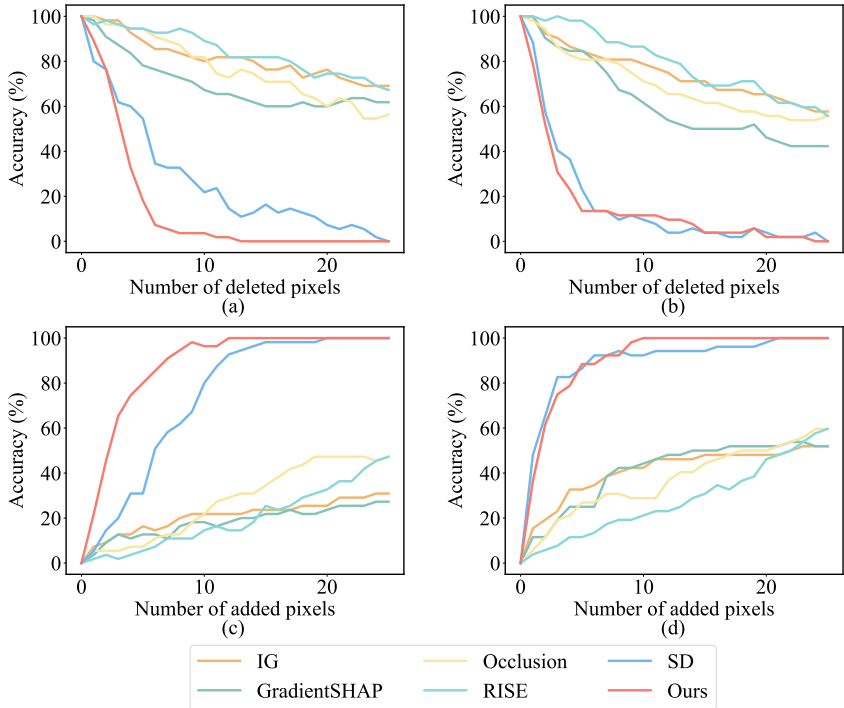 100
80
60
40
20
0
Accuracy (%)
0 10 20
Number of deleted pixels
(a)
100
80
60
40
20
0
Accuracy (%)
0 10 20
Number of deleted pixels
(b)
100
80
60
40
20
0
Accuracy (%)
0 10 20
Number of added pixels
(c)
100
80
60
40
20
0
Accuracy (%)
0 10 20
Number of added pixels
(d)
IG Occlusion SD
GradientSHAP RISE Ours